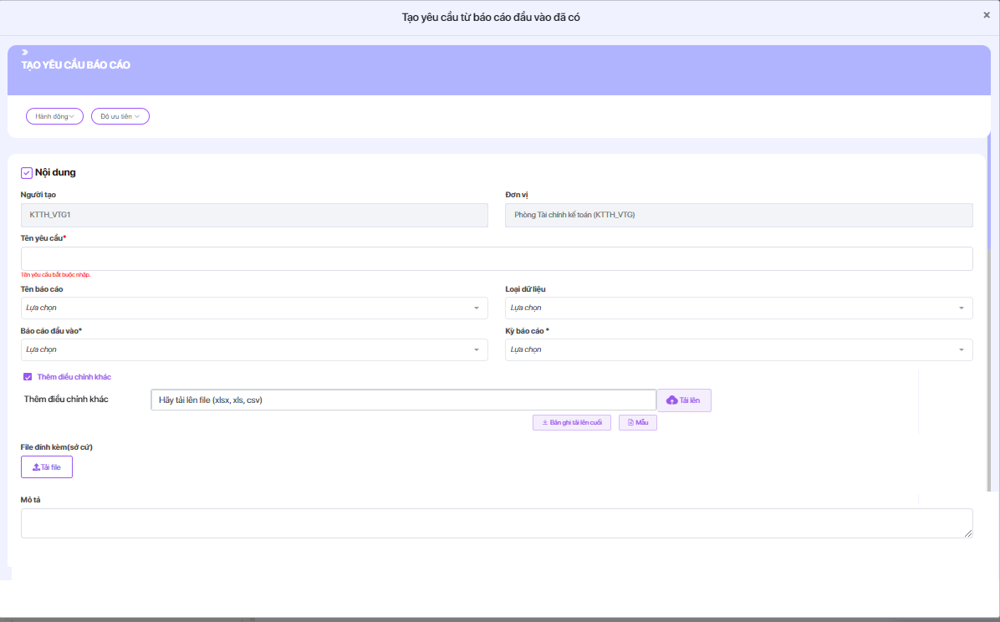 Tạo yêu cầu từ báo cáo đầu vào đã có
×
TẠO YÊU CẦU BÁO CÁO
Hành động Độ ưu tiên
Nội dung
Người tạo Đơn vị
KTTH_VTG1 Phòng Tài chính kế toán (KTTH_VTG)
Tên yêu cầu*
Tên yêu cầu bắt buộc nhập.
Tên báo cáo Loại dữ liệu
Lựa chọn Lựa chọn
Báo cáo đầu vào* Kỳ báo cáo *
Lựa chọn Lựa chọn
Thêm điều chỉnh khác
Thêm điều chỉnh khác Hãy tải lên file (xlsx, xls, csv) Tải lên
Bản ghi tải lên cuối Mẫu
File đính kèm(sở cứ)
Tải file
Mô tả